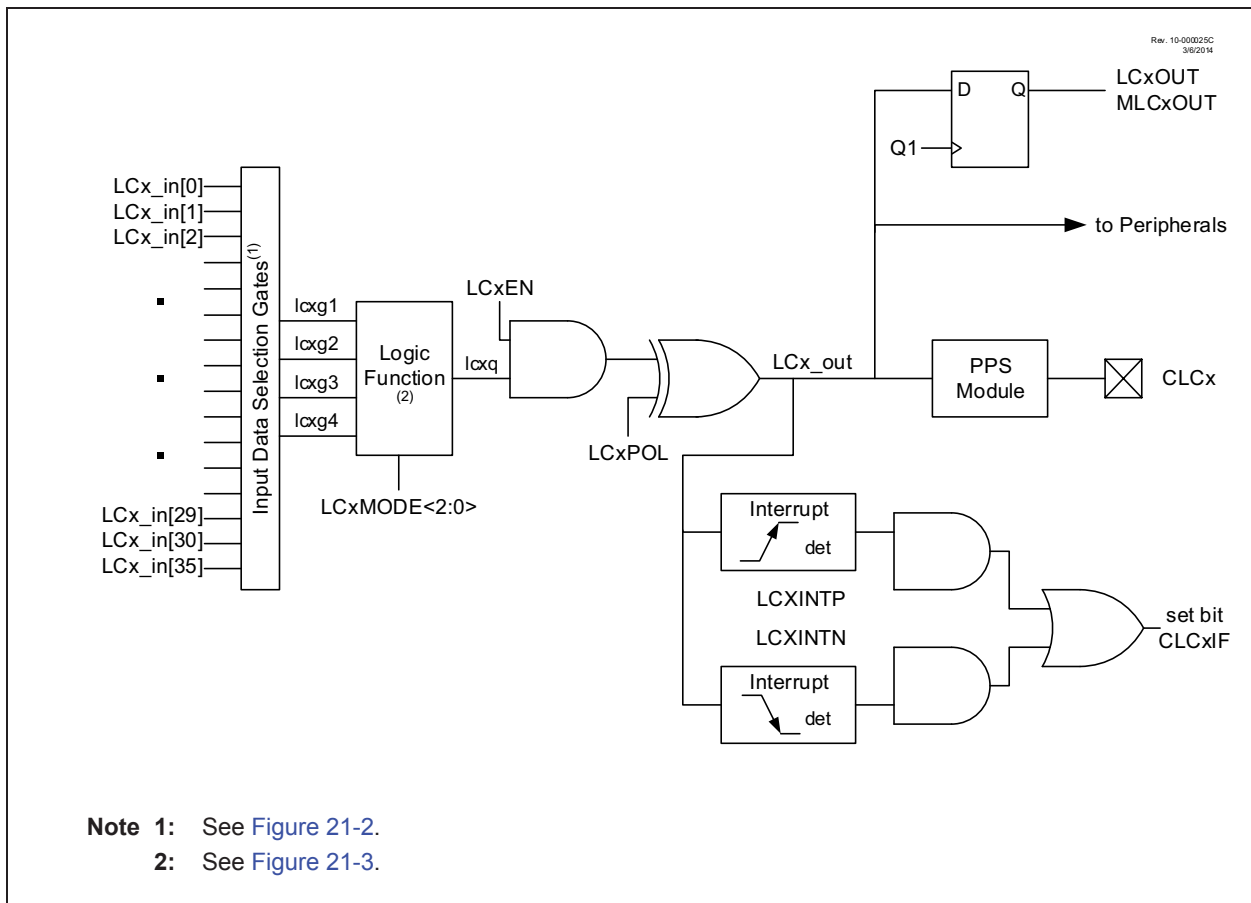 Rev. 10-000025C
3/6/2014
LCxOUT
MLCxOUT
D
Q
Q1
to Peripherals
LCx_in[0]
LCx_in[1]
LCx_in[2]
LCx_in[29]
LCx_in[30]
LCx_in[35]
Input Data Selection Gates(1)
lcxg1
lcxg2
lcxg3
lcxg4
Logic
Function
(2)
LCxMODE<2:0>
lcxq
LCxEN
LCxPOL
LCx_out
PPS
Module
CLCx
Interrupt
det
LCXINTP
LCXINTN
Interrupt
det
set bit
CLCxIF
Note 1: See Figure 21-2.
2: See Figure 21-3.